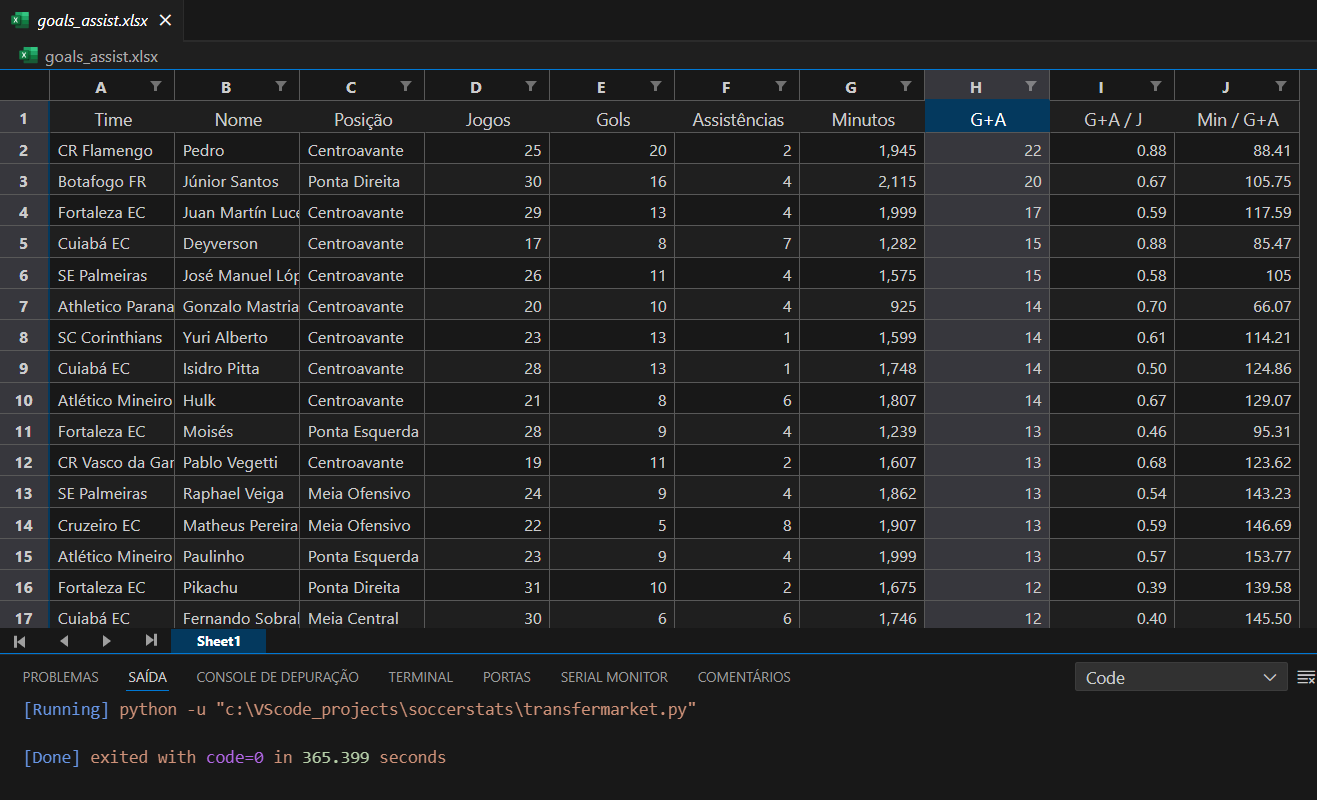 goals_assist.xlsx
goals_assist.xlsx
A B C D E F G H I J
1 Time Nome Posição Jogos Gols Assistências Minutos G+A G+A / J Min / G+A
2 CR Flamengo Pedro Centroavante 25 20 2 1,945 22 0.88 88.41
3 Botafogo FR Júnior Santos Ponta Direita 30 16 4 2,115 20 0.67 105.75
4 Fortaleza EC Juan Martín Luce Centroavante 29 13 4 1,999 17 0.59 117.59
5 Cuiabá EC Deyverson Centroavante 17 8 7 1,282 15 0.88 85.47
6 SE Palmeiras José Manuel Lóp Centroavante 26 11 4 1,575 15 0.58 105
7 Athletico Parana Gonzalo Mastria Centroavante 20 10 4 925 14 0.70 66.07
8 SC Corinthians Yuri Alberto Centroavante 23 13 1 1,599 14 0.61 114.21
9 Cuiabá EC Isidro Pitta Centroavante 28 13 1 1,748 14 0.50 124.86
10 Atlético Mineiro Hulk Centroavante 21 8 6 1,807 14 0.67 129.07
11 Fortaleza EC Moisés Ponta Esquerda 28 9 4 1,239 13 0.46 95.31
12 CR Vasco da Gar Pablo Vegetti Centroavante 19 11 2 1,607 13 0.68 123.62
13 SE Palmeiras Raphael Veiga Meia Ofensivo 24 9 4 1,862 13 0.54 143.23
14 Cruzeiro EC Matheus Pereira Meia Ofensivo 22 5 8 1,907 13 0.59 146.69
15 Atlético Mineiro Paulinho Ponta Esquerda 23 9 4 1,999 13 0.57 153.77
16 Fortaleza EC Pikachu Ponta Direita 31 10 2 1,675 12 0.39 139.58
17 Cuiabá EC Fernando Sobral Meia Central 30 6 6 1,746 12 0.40 145.50
Sheet1
PROBLEMAS SAÍDA CONSOLE DE DEPURAÇÃO TERMINAL PORTAS SERIAL MONITOR COMENTÁRIOS Code
[Running] python -u "c:\VScode_projects\soccerstats\transfermarket.py"
[Done] exited with code=0 in 365.399 seconds